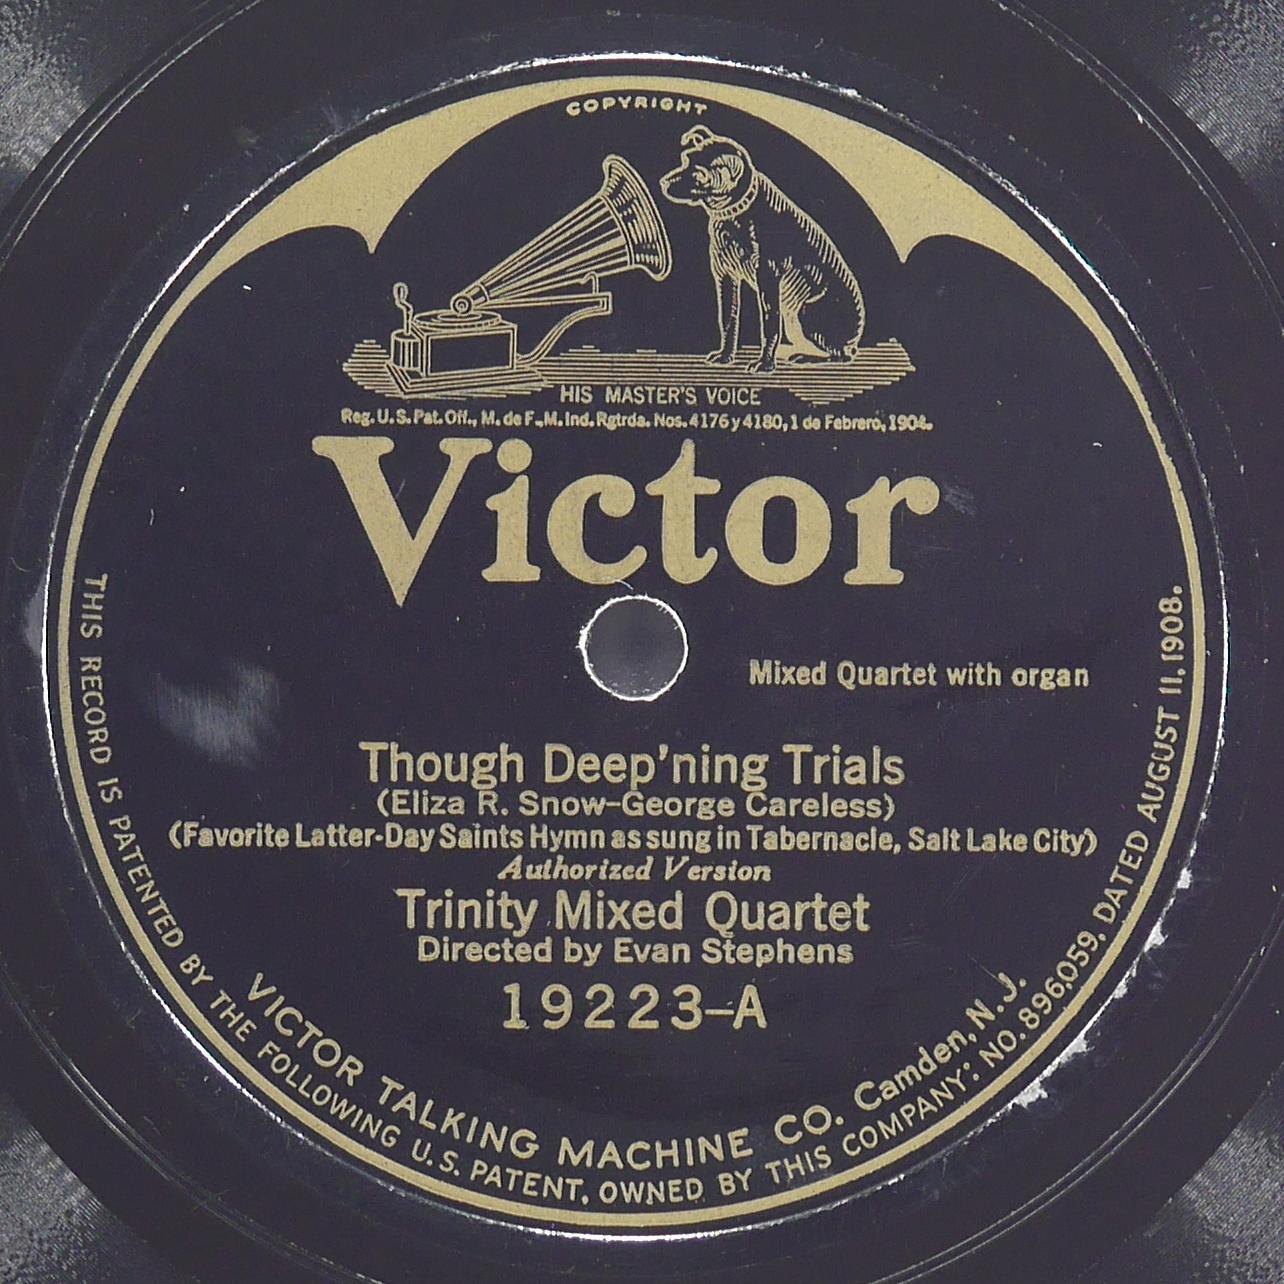 COPYRIGHT
HIS MASTER'S VOICE
Reg. U. S. Pat. Off., M. de F., M. Ind. Rgtrda. Nos. 4176 y 4180, 1 de Febrero, 1904.
Victor
Mixed Quartet with organ
Though Deep'ning Trials
(Eliza R. Snow-George Careless)
(Favorite Latter-Day Saints Hymn as sung in Tabernacle, Salt Lake City)
Authorized Version
Trinity Mixed Quartet
Directed by Evan Stephens
19223-A
VICTOR TALKING MACHINE CO. Camden, N. J.
THIS RECORD IS PATENTED BY THE FOLLOWING U.S. PATENT, OWNED BY THIS COMPANY: NO. 896,059, DATED AUGUST 11, 1908.